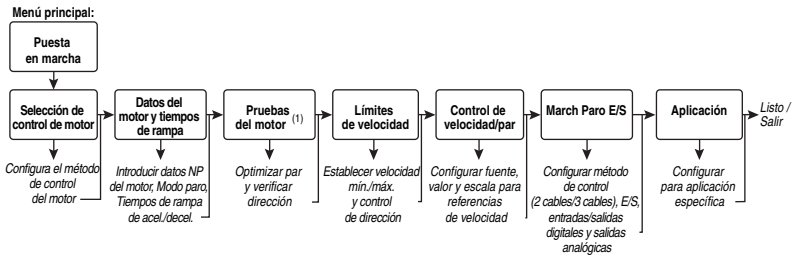 Menú principal:
Puesta
en marcha
Selección de
control de motor
Configura el método
de control
del motor
Datos del
motor y tiempos
de rampa
Introducir datos NP
del motor, Modo paro,
Tiempos de rampa
de acel./decel.
Pruebas
del motor (1)
Optimizar par
y verificar
dirección
Límites
de velocidad
Establecer velocidad
mín./máx.
y control
de dirección
Control de
velocidad/par
Configurar fuente,
valor y escala para
referencias
de velocidad
March Paro E/S
Configurar método
de control
(2 cables/3 cables), E/S,
entradas/salidas
digitales y salidas
analógicas
Aplicación
Configurar
para aplicación
específica
Listo /
Salir